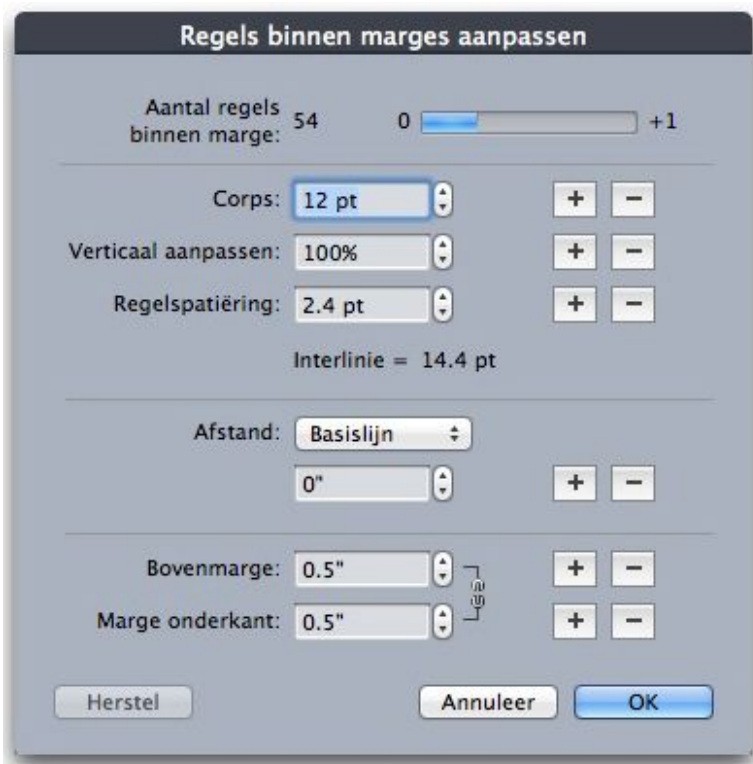 Regels binnen marges aanpassen
Aantal regels
binnen marge: 54 0 +1
Corps: 12 pt + −
Verticaal aanpassen: 100% + −
Regelspatiëring: 2.4 pt + −
Interlinie = 14.4 pt
Afstand: Basislijn
0" + −
Bovenmarge: 0.5" + −
Marge onderkant: 0.5" + −
Herstel Annuleer OK